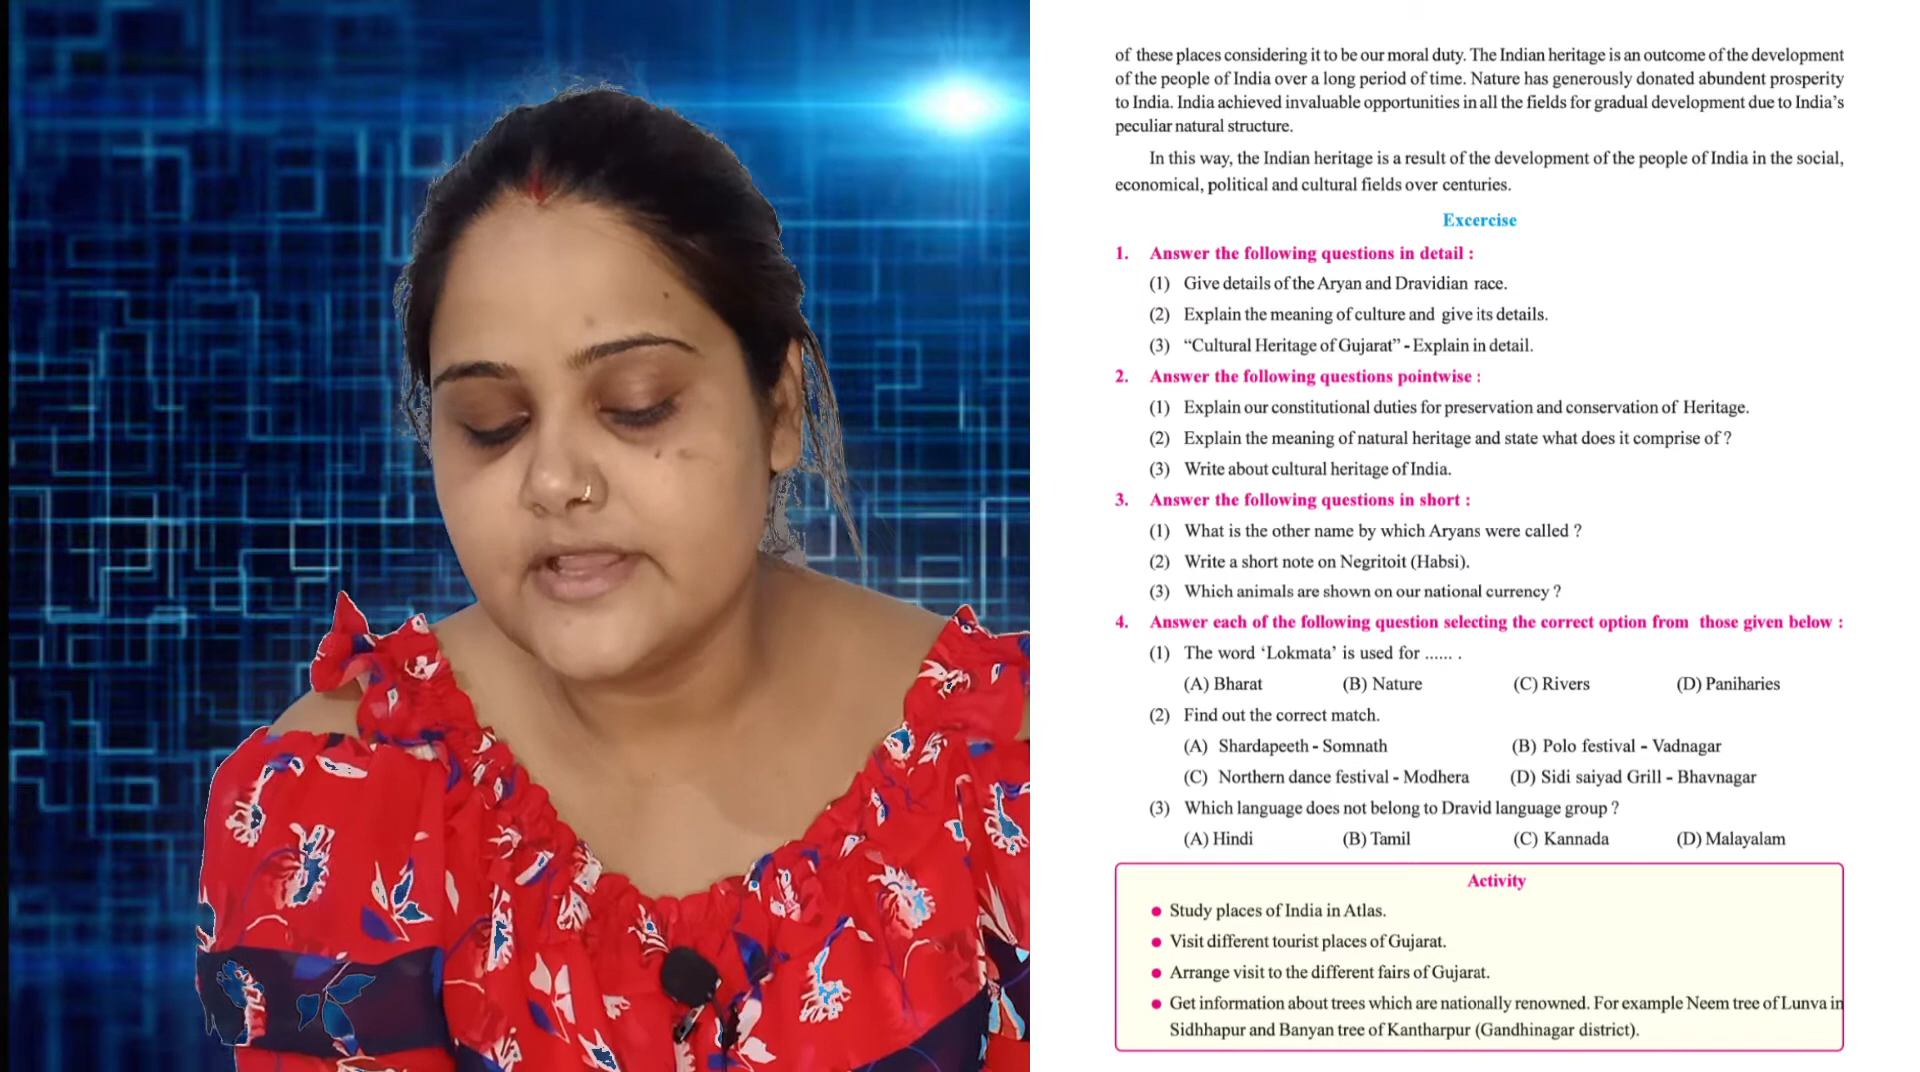 of these places considering it to be our moral duty. The Indian heritage is an outcome of the development
of the people of India over a long period of time. Nature has generously donated abundent prosperity
to India. India achieved invaluable opportunities in all the fields for gradual development due to India's
peculiar natural structure.
In this way, the Indian heritage is a result of the development of the people of India in the social,
economical, political and cultural fields over centuries.
Excercise
1. Answer the following questions in detail :
(1) Give details of the Aryan and Dravidian race.
(2) Explain the meaning of culture and give its details.
(3) “Cultural Heritage of Gujarat” - Explain in detail.
2. Answer the following questions pointwise :
(1) Explain our constitutional duties for preservation and conservation of Heritage.
(2) Explain the meaning of natural heritage and state what does it comprise of ?
(3) Write about cultural heritage of India.
3. Answer the following questions in short :
(1) What is the other name by which Aryans were called ?
(2) Write a short note on Negritoit (Habsi).
(3) Which animals are shown on our national currency ?
4. Answer each of the following question selecting the correct option from those given below :
(1) The word ‘Lokmata’ is used for ...... .
(A) Bharat (B) Nature (C) Rivers (D) Paniharies
(2) Find out the correct match.
(A) Shardapeeth - Somnath (B) Polo festival - Vadnagar
(C) Northern dance festival - Modhera (D) Sidi saiyad Grill - Bhavnagar
(3) Which language does not belong to Dravid language group ?
(A) Hindi (B) Tamil (C) Kannada (D) Malayalam
Activity
● Study places of India in Atlas.
● Visit different tourist places of Gujarat.
● Arrange visit to the different fairs of Gujarat.
● Get information about trees which are nationally renowned. For example Neem tree of Lunva in
Sidhhapur and Banyan tree of Kantharpur (Gandhinagar district).